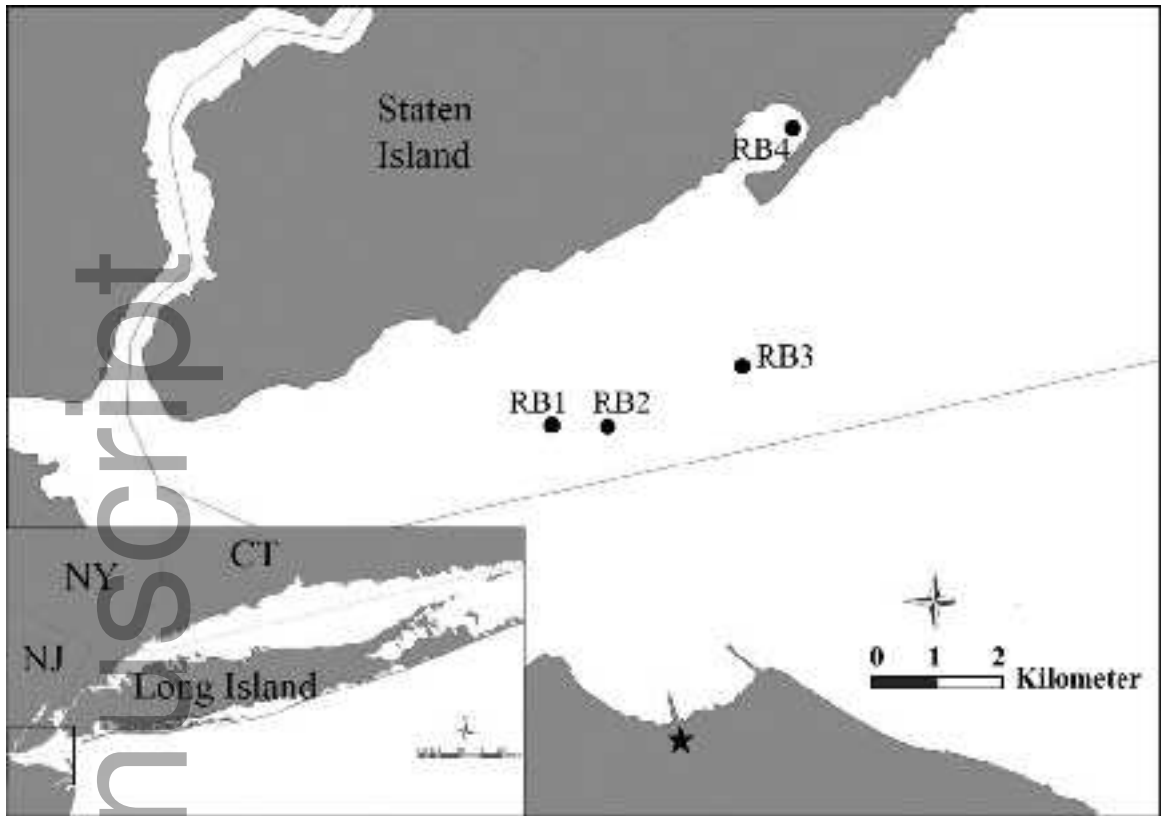 Staten
Island
RB4
RB3
RB1 RB2
nuscript
CT
NY
NJ
Long Island
0 1 2
Kilometer